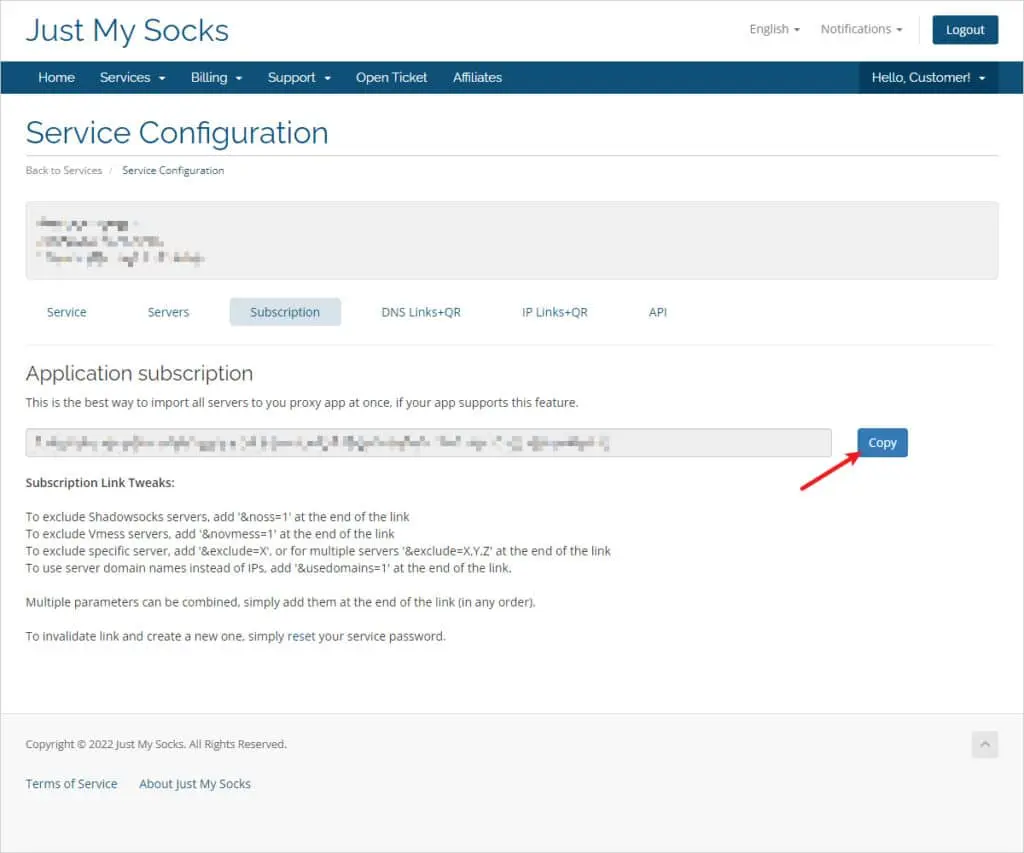 Just My Socks
English Notifications Logout
Home Services Billing Support Open Ticket Affiliates Hello, Customer!
Service Configuration
Back to Services / Service Configuration
Service Servers Subscription DNS Links+QR IP Links+QR API
Application subscription
This is the best way to import all servers to you proxy app at once, if your app supports this feature.
Copy
Subscription Link Tweaks:
To exclude Shadowsocks servers, add '&noss=1' at the end of the link
To exclude Vmess servers, add '&novmess=1' at the end of the link
To exclude specific server, add '&exclude=X', or for multiple servers '&exclude=X,Y,Z' at the end of the link
To use server domain names instead of IPs, add '&usedomains=1' at the end of the link.
Multiple parameters can be combined, simply add them at the end of the link (in any order).
To invalidate link and create a new one, simply reset your service password.
Copyright © 2022 Just My Socks. All Rights Reserved.
Terms of Service About Just My Socks